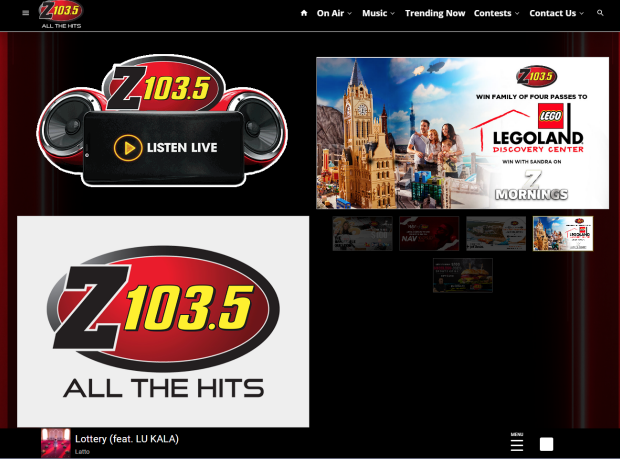 Z103.5
ALL THE HITS
On Air
Music
Trending Now
Contests
Contact Us
Z103.5
LISTEN LIVE
Z103.5
WIN FAMILY OF FOUR PASSES TO
LEGO
LEGOLAND
DISCOVERY CENTER
WIN WITH SANDRA ON
Z
MORNINGS
NAV
LEGOLAND
Z103.5
ALL THE HITS
Lottery (feat. LU KALA)
Latto
MENU